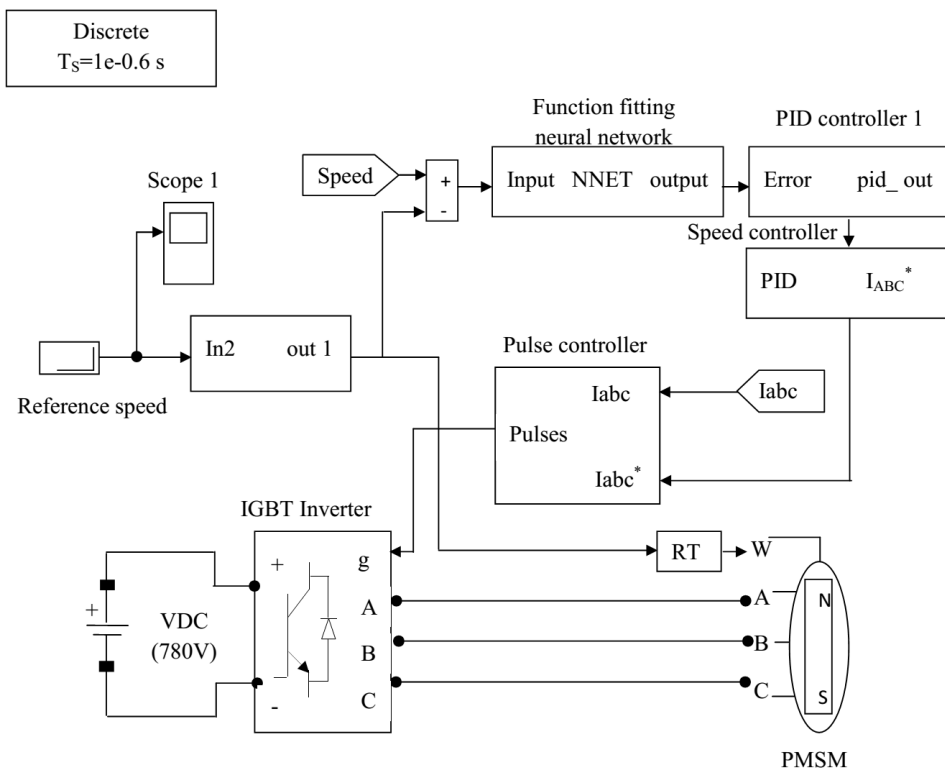 Discrete
T_S=1e-0.6 s
Function fitting
neural network
PID controller 1
Scope 1
Speed
+
-
Input NNET output
Error pid_ out
Speed controller
PID I_ABC*
In2 out 1
Reference speed
Pulse controller
Iabc
Pulses
Iabc*
Iabc
IGBT Inverter
+
-
g
A
B
C
RT
W
A
B
C
N
S
+
VDC
(780V)
PMSM